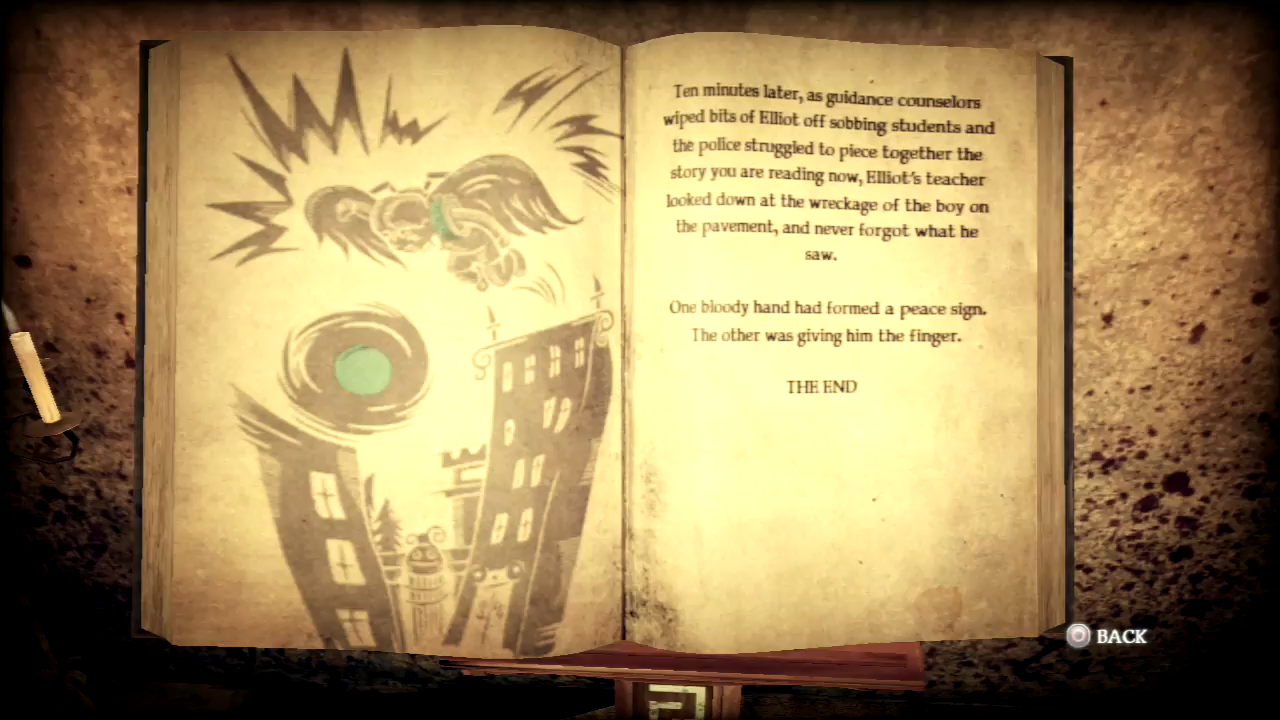 Ten minutes later, as guidance counselors
wiped bits of Elliot off sobbing students and
the police struggled to piece together the
story you are reading now, Elliot's teacher
looked down at the wreckage of the boy on
the pavement, and never forgot what he
saw.
One bloody hand had formed a peace sign.
The other was giving him the finger.
THE END
BACK